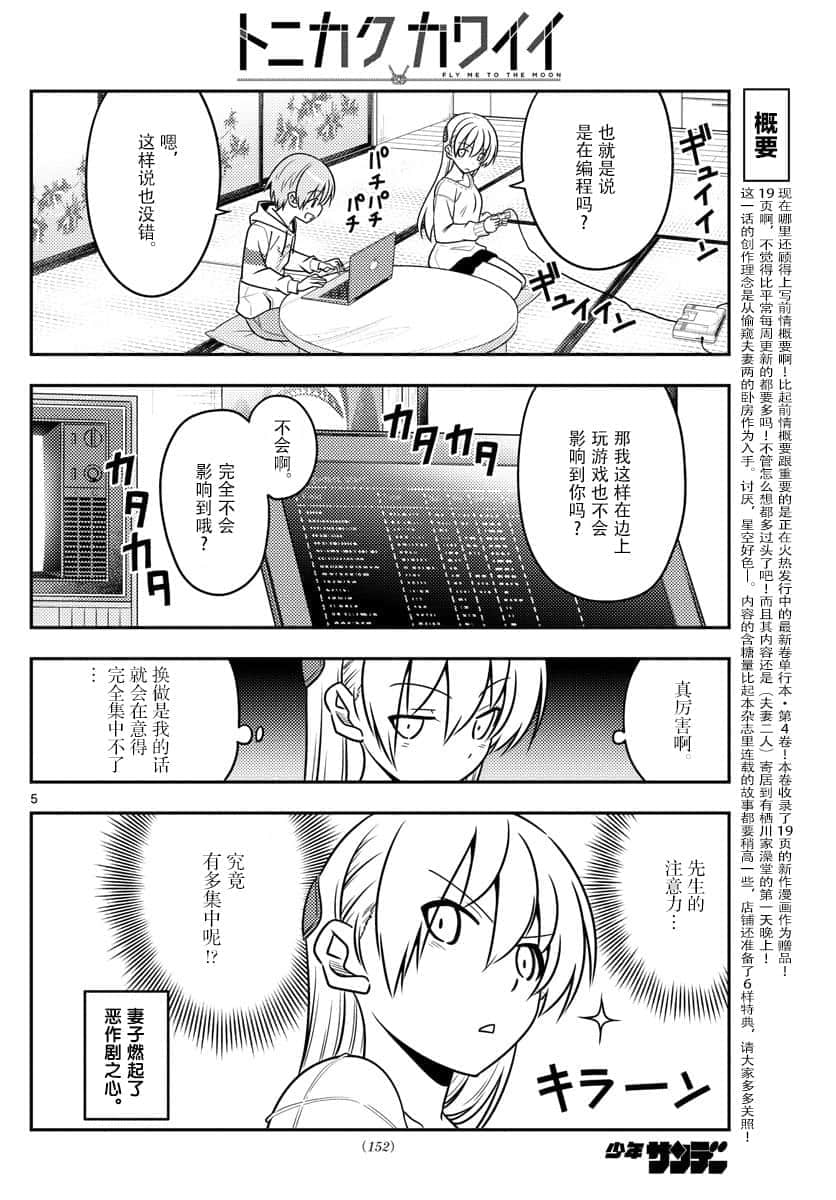 トニカクカワイイ
FLY ME TO THE MOON
概要
现在哪里还顾得上写前情概要啊！比起前情概要跟重要的是正在火热发行中的最新卷单行本・第4卷！本卷收录了19页的新作漫画作为赠品！
19页啊，不觉得比平常每周更新的都要多吗！不管怎么想都多过头了吧！而且其内容还是（夫妻二人）寄居到有栖川家澡堂的第一天晚上！
这一话的创作理念是从偷窥夫妻两的卧房作为入手。讨厌，星空好色—。内容的含糖量比起本杂志里连载的故事都要稍高一些，店铺还准备了6样特典，请大家多多关照！
也就是说
是在编程吗？
ギュイイン
ギュイイン
パチパチ
パチ
嗯，
这样说也没错。
那我这样在边上
玩游戏也不会
影响到你吗？
カタカタ
不会啊。
完全不会
影响到哦？
カタカタ
真厉害啊。
换做是我的话
就会在意得
完全集中不了
…
5
先生的
注意力…
究竟
有多集中呢!?
キラーン
妻子燃起了
恶作剧之心。
(152)
少年サンデー